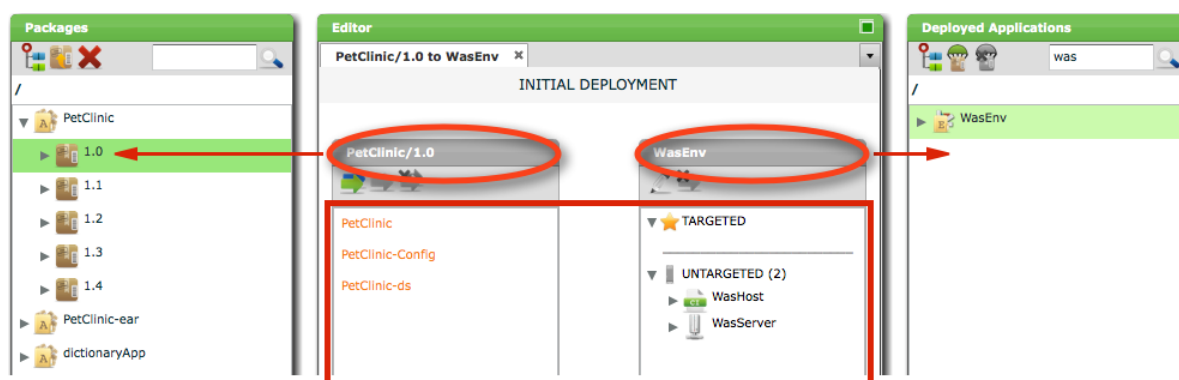 Packages
/
PetClinic
1.0
1.1
1.2
1.3
1.4
PetClinic-ear
dictionaryApp
Editor
PetClinic/1.0 to WasEnv
INITIAL DEPLOYMENT
PetClinic/1.0
PetClinic
PetClinic-Config
PetClinic-ds
WasEnv
TARGETED
UNTARGETED (2)
WasHost
WasServer
Deployed Applications
was
/
WasEnv